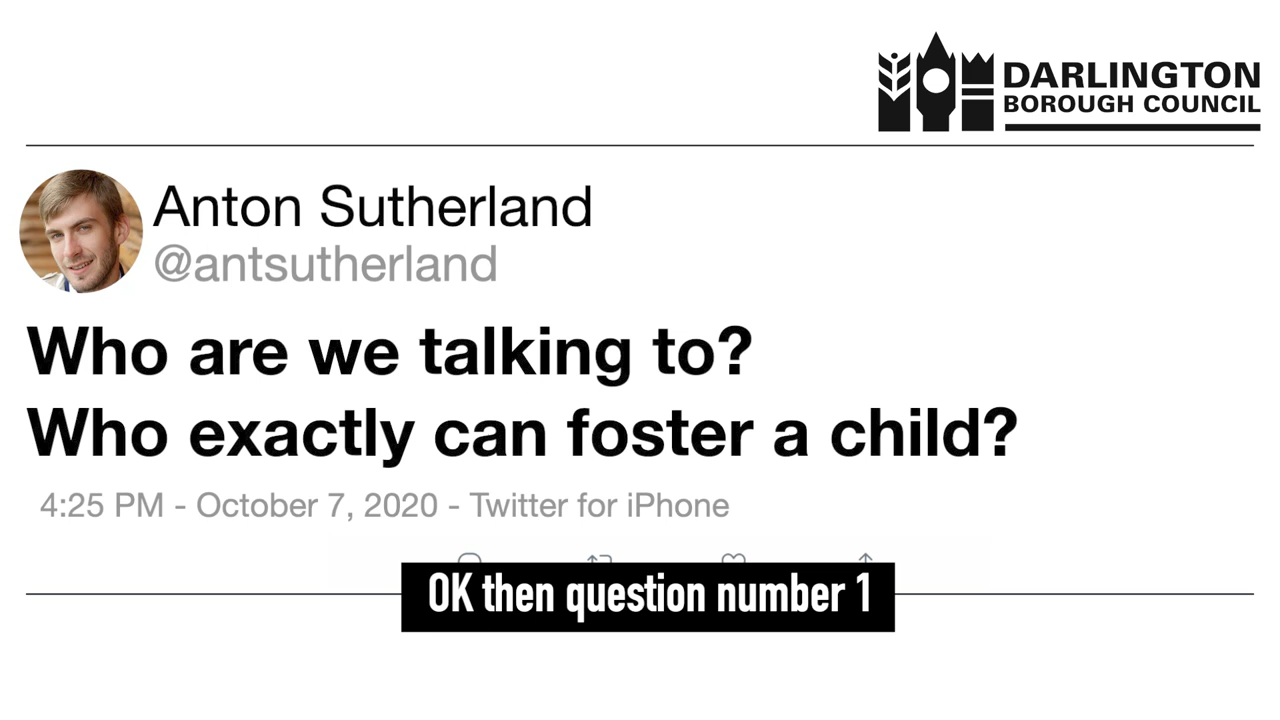 DARLINGTON
BOROUGH COUNCIL
Anton Sutherland
@antsutherland
Who are we talking to?
Who exactly can foster a child?
4:25 PM - October 7, 2020 - Twitter for iPhone
OK then question number 1